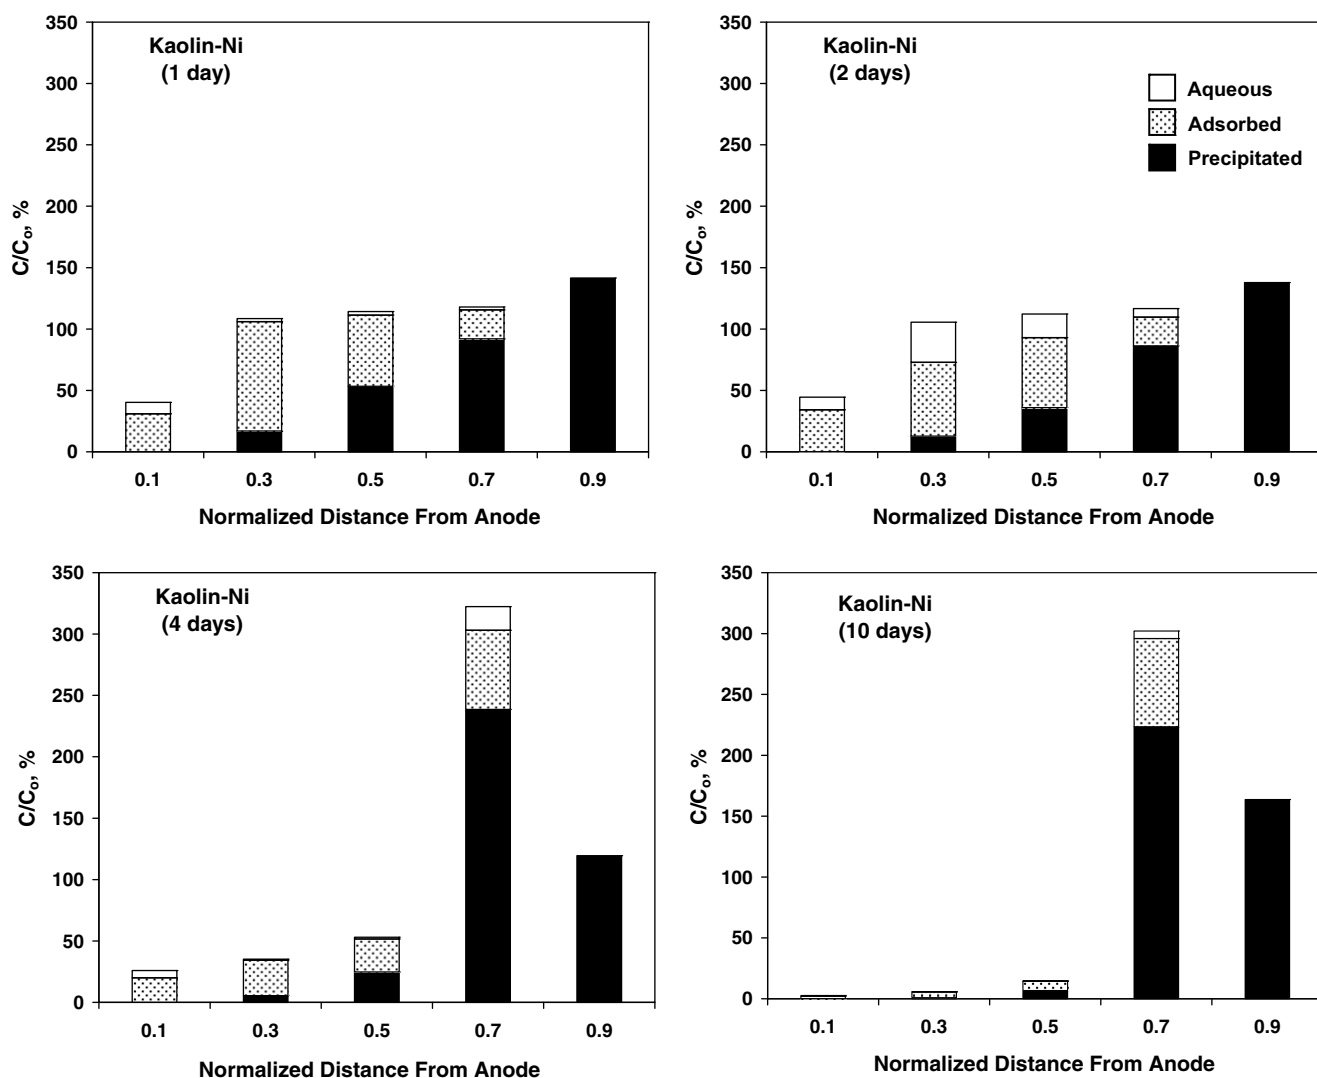 350
300
250
200
150
100
50
0
C/Co, %
Kaolin-Ni
(1 day)
0.1 0.3 0.5 0.7 0.9
Normalized Distance From Anode
350
300
250
200
150
100
50
0
C/Co, %
Kaolin-Ni
(2 days)
Aqueous
Adsorbed
Precipitated
0.1 0.3 0.5 0.7 0.9
Normalized Distance From Anode
350
300
250
200
150
100
50
0
C/Co, %
Kaolin-Ni
(4 days)
0.1 0.3 0.5 0.7 0.9
Normalized Distance From Anode
350
300
250
200
150
100
50
0
C/Co, %
Kaolin-Ni
(10 days)
0.1 0.3 0.5 0.7 0.9
Normalized Distance From Anode